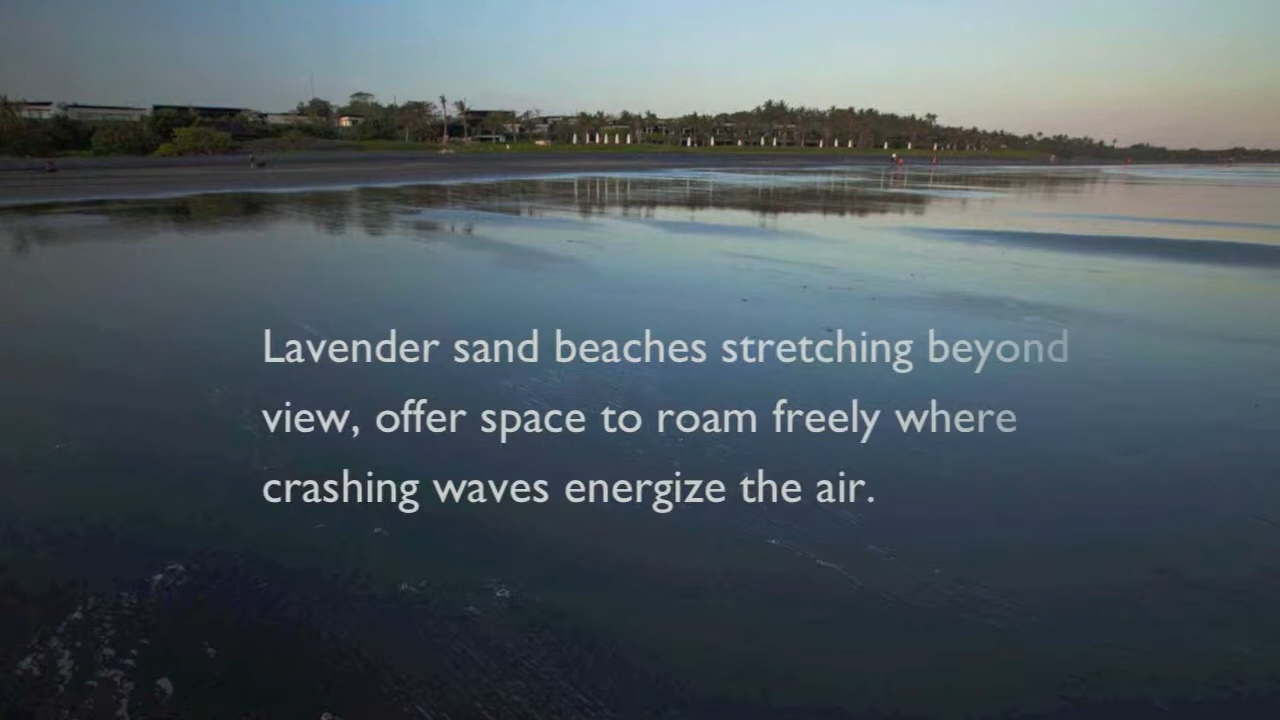 Lavender sand beaches stretching beyond
view, offer space to roam freely where
crashing waves energize the air.